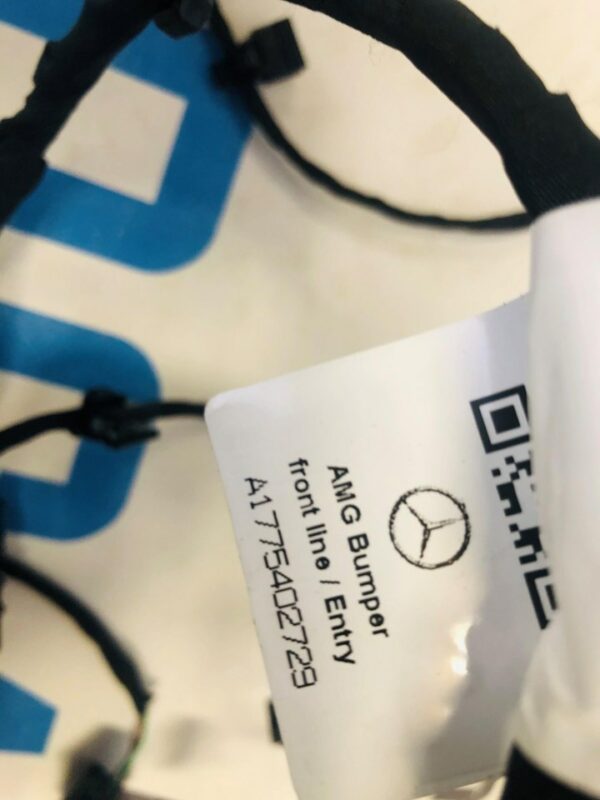 AMG Bumper
front line / Entry
A1775402729